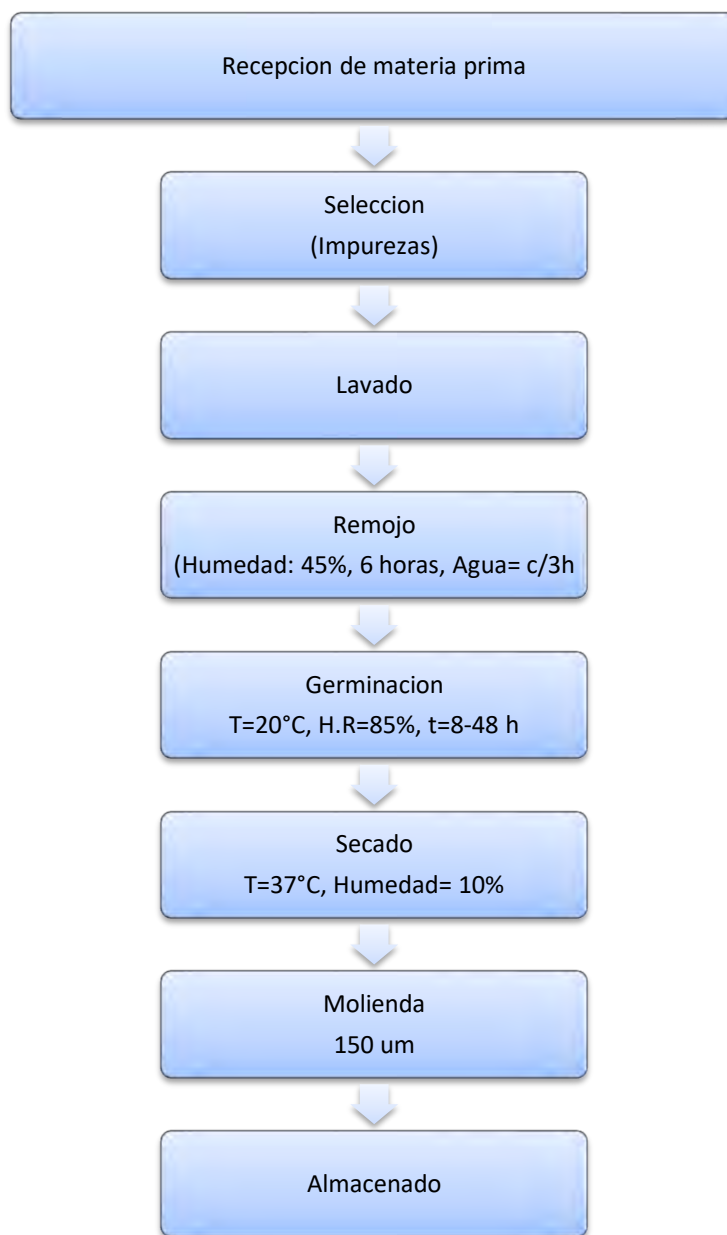 Recepcion de materia prima
Seleccion
(Impurezas)
Lavado
Remojo
(Humedad: 45%, 6 horas, Agua= c/3h
Germinacion
T=20°C, H.R=85%, t=8-48 h
Secado
T=37°C, Humedad= 10%
Molienda
150 um
Almacenado